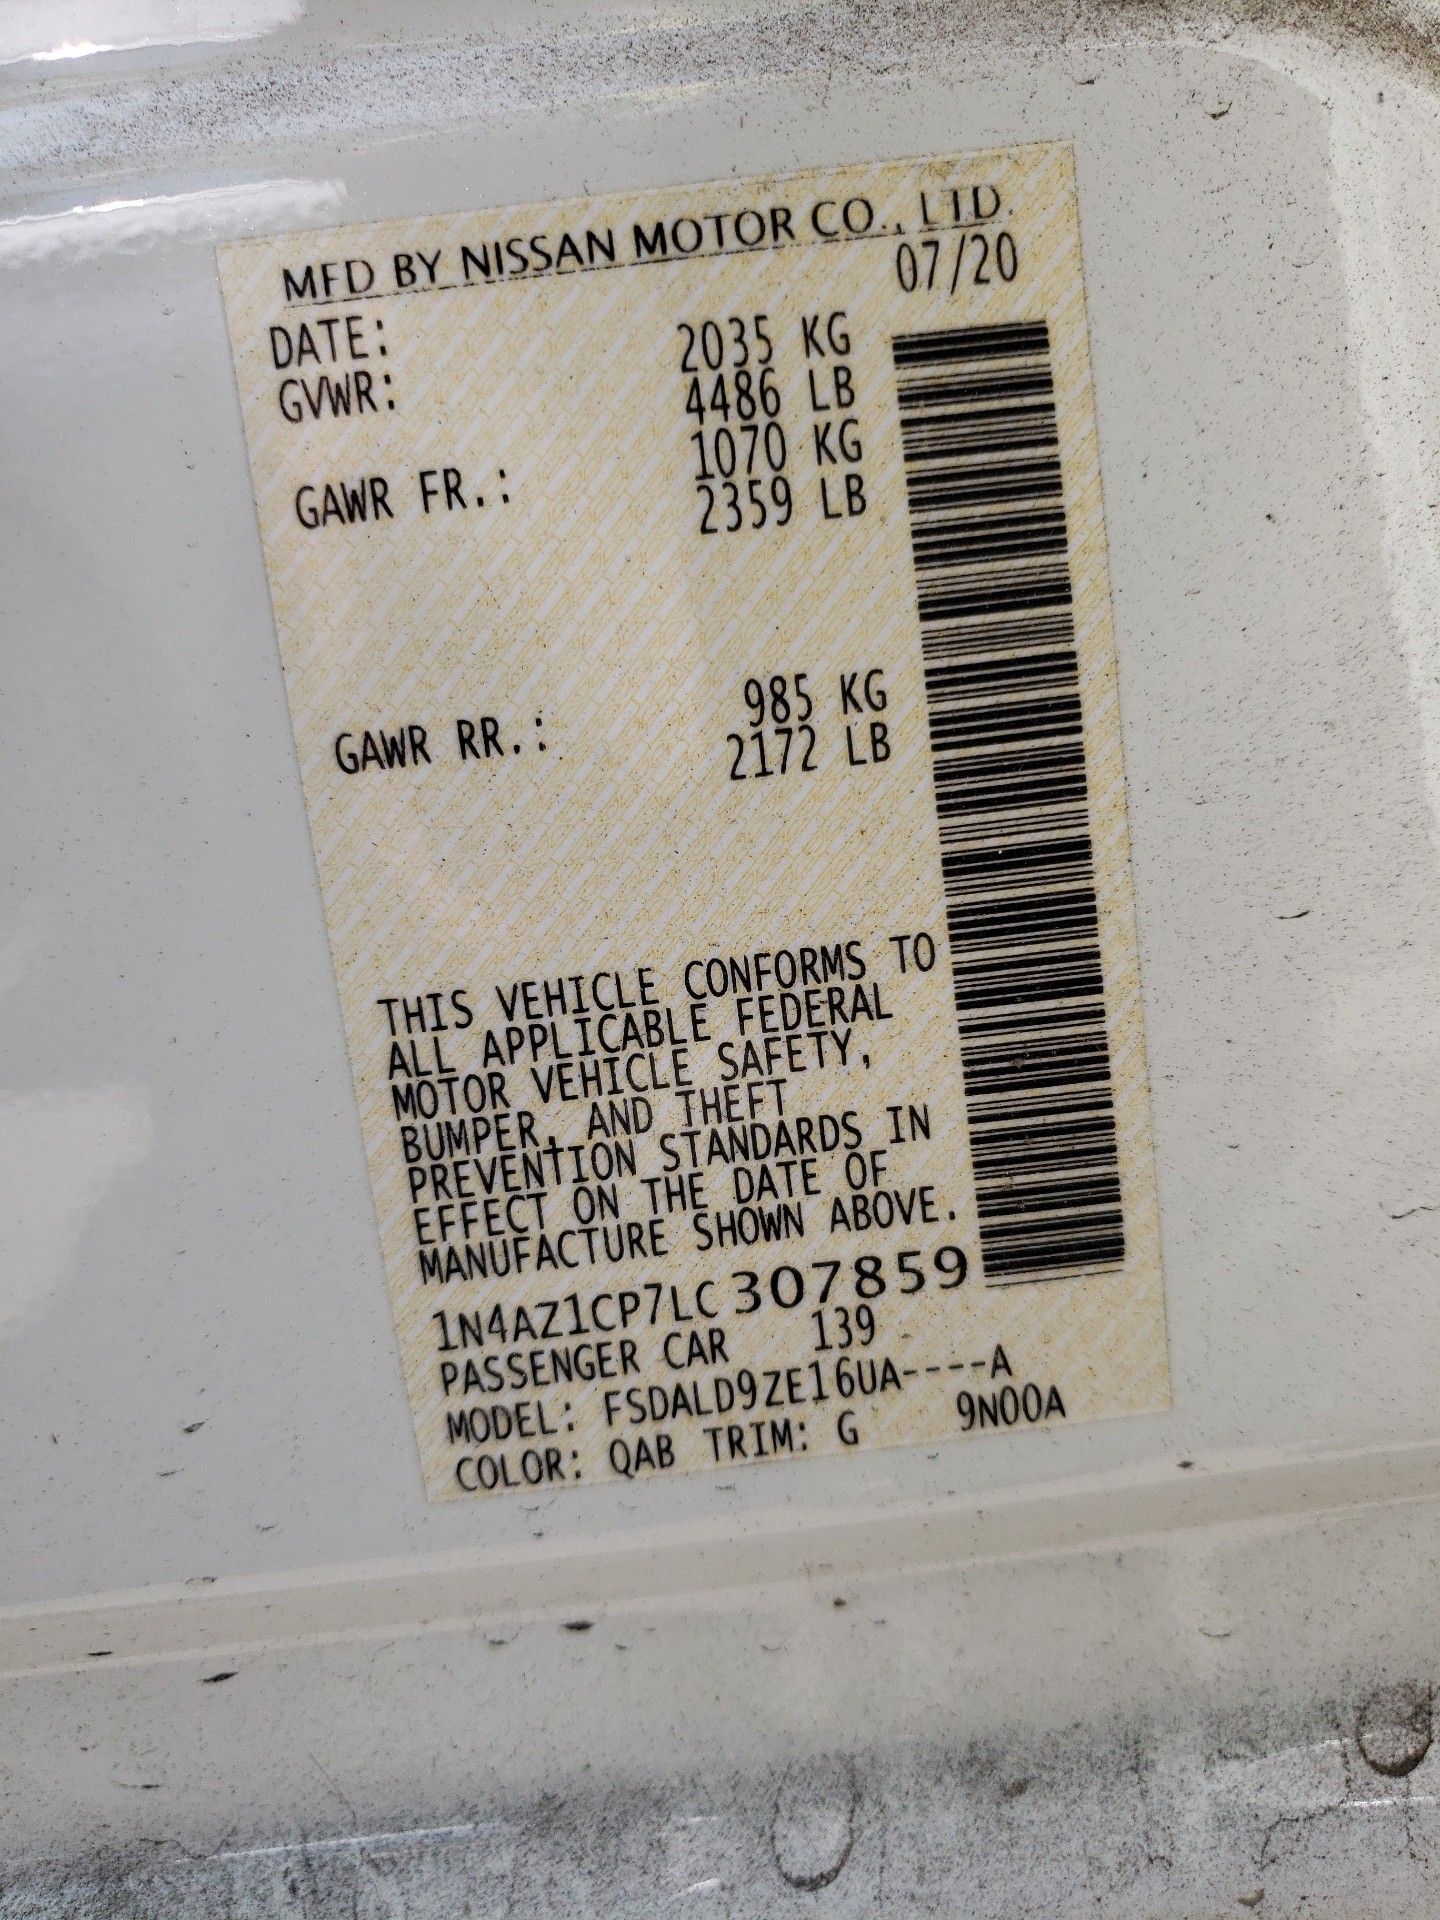 MFD BY NISSAN MOTOR CO., LTD.
DATE: 07/20
GVWR: 2035 KG
4486 LB
GAWR FR.: 1070 KG
2359 LB
GAWR RR.: 985 KG
2172 LB
THIS VEHICLE CONFORMS TO
ALL APPLICABLE FEDERAL
MOTOR VEHICLE SAFETY,
BUMPER, AND THEFT
PREVENTION STANDARDS IN
EFFECT ON THE DATE OF
MANUFACTURE SHOWN ABOVE.
1N4AZ1CP7LC307859
PASSENGER CAR 139
MODEL: FSDALD9ZE16UA----A
COLOR: QAB TRIM: G 9N00A